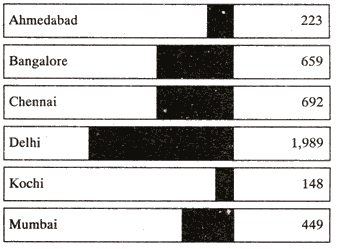 Ahmedabad 223
Bangalore 659
Chennai 692
Delhi 1,989
Kochi 148
Mumbai 449